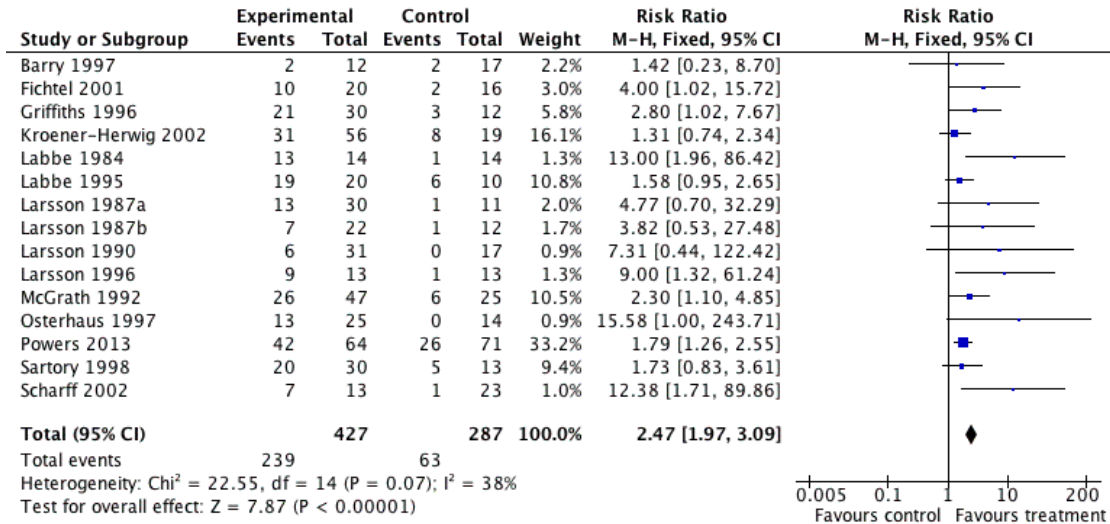 Experimental Control Risk Ratio Risk Ratio
Study or Subgroup Events Total Events Total Weight M-H, Fixed, 95% CI M-H, Fixed, 95% CI
Barry 1997 2 12 2 17 2.2% 1.42 [0.23, 8.70]
Fichtel 2001 10 20 2 16 3.0% 4.00 [1.02, 15.72]
Griffiths 1996 21 30 3 12 5.8% 2.80 [1.02, 7.67]
Kroener-Herwig 2002 31 56 8 19 16.1% 1.31 [0.74, 2.34]
Labbe 1984 13 14 1 14 1.3% 13.00 [1.96, 86.42]
Labbe 1995 19 20 6 10 10.8% 1.58 [0.95, 2.65]
Larsson 1987a 13 30 1 11 2.0% 4.77 [0.70, 32.29]
Larsson 1987b 7 22 1 12 1.7% 3.82 [0.53, 27.48]
Larsson 1990 6 31 0 17 0.9% 7.31 [0.44, 122.42]
Larsson 1996 9 13 1 13 1.3% 9.00 [1.32, 61.24]
McGrath 1992 26 47 6 25 10.5% 2.30 [1.10, 4.85]
Osterhaus 1997 13 25 0 14 0.9% 15.58 [1.00, 243.71]
Powers 2013 42 64 26 71 33.2% 1.79 [1.26, 2.55]
Sartory 1998 20 30 5 13 9.4% 1.73 [0.83, 3.61]
Scharff 2002 7 13 1 23 1.0% 12.38 [1.71, 89.86]
Total (95% CI) 427 287 100.0% 2.47 [1.97, 3.09]
Total events 239 63
Heterogeneity: Chi² = 22.55, df = 14 (P = 0.07); I² = 38%
Test for overall effect: Z = 7.87 (P < 0.00001)
0.005 0.1 1 10 200
Favours control Favours treatment